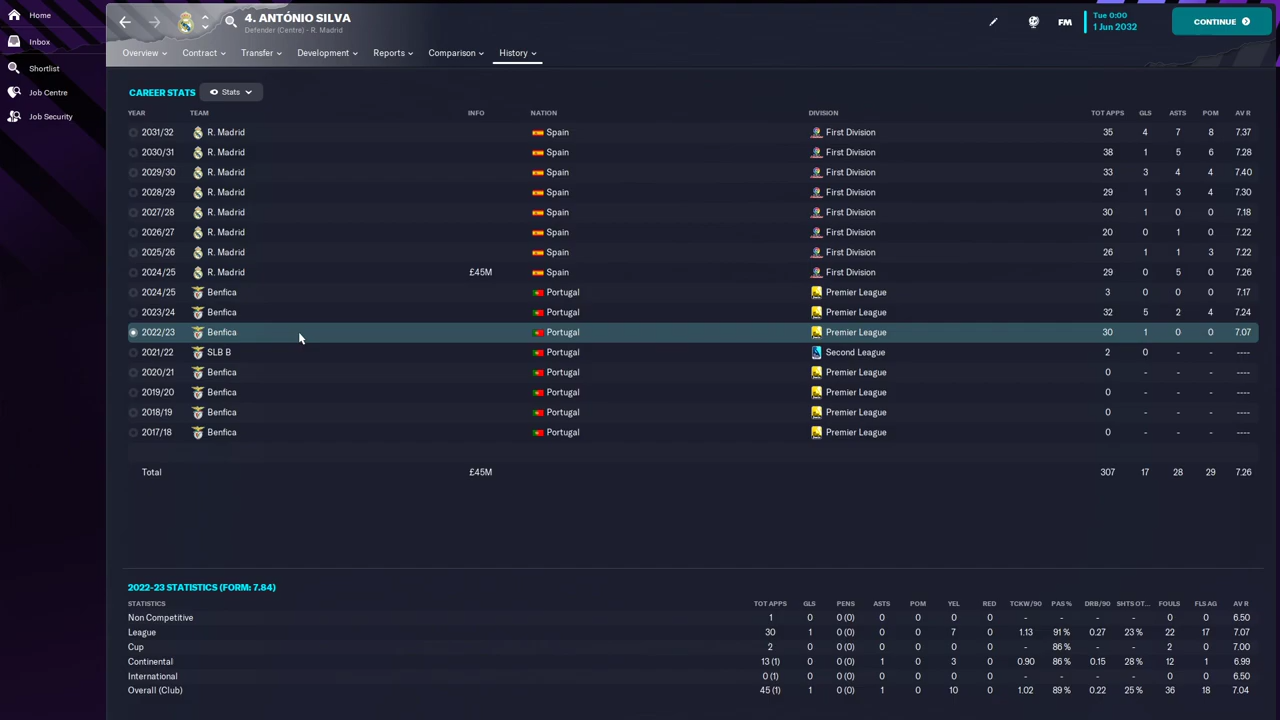 Home
Inbox
Shortlist
Job Centre
Job Security
4. ANTÓNIO SILVA
Defender (Centre) - R. Madrid
FM
Tue 0:00
1 Jun 2032
CONTINUE
Overview Contract Transfer Development Reports Comparison History
CAREER STATS Stats
YEAR TEAM INFO NATION DIVISION TOT APPS GLS ASTS POM AV R
2031/32 R. Madrid Spain First Division 35 4 7 8 7.37
2030/31 R. Madrid Spain First Division 38 1 5 6 7.28
2029/30 R. Madrid Spain First Division 33 3 4 4 7.40
2028/29 R. Madrid Spain First Division 29 1 3 4 7.30
2027/28 R. Madrid Spain First Division 30 1 0 0 7.18
2026/27 R. Madrid Spain First Division 20 0 1 0 7.22
2025/26 R. Madrid Spain First Division 26 1 1 3 7.22
2024/25 R. Madrid £45M Spain First Division 29 0 5 0 7.26
2024/25 Benfica Portugal Premier League 3 0 0 0 7.17
2023/24 Benfica Portugal Premier League 32 5 2 4 7.24
2022/23 Benfica Portugal Premier League 30 1 0 0 7.07
2021/22 SLB B Portugal Second League 2 0 - - ----
2020/21 Benfica Portugal Premier League 0 - - - ----
2019/20 Benfica Portugal Premier League 0 - - - ----
2018/19 Benfica Portugal Premier League 0 - - - ----
2017/18 Benfica Portugal Premier League 0 - - - ----
Total £45M 307 17 28 29 7.26
2022-23 STATISTICS (FORM: 7.84)
STATISTICS TOT APPS GLS PENS ASTS POM YEL RED TCKW/90 PAS % DRB/90 SHTS OT... FOULS FLS AG AV R
Non Competitive 1 0 0 (0) 0 0 0 0 - - - - 0 0 6.50
League 30 1 0 (0) 0 0 7 0 1.13 91 % 0.27 23 % 22 17 7.07
Cup 2 0 0 (0) 0 0 0 0 - 86 % - - 2 0 7.00
Continental 13 (1) 0 0 (0) 1 0 3 0 0.90 86 % 0.15 28 % 12 1 6.99
International 0 (1) 0 0 (0) 0 0 0 0 - - - - 0 0 6.50
Overall (Club) 45 (1) 1 0 (0) 1 0 10 0 1.02 89 % 0.22 25 % 36 18 7.04